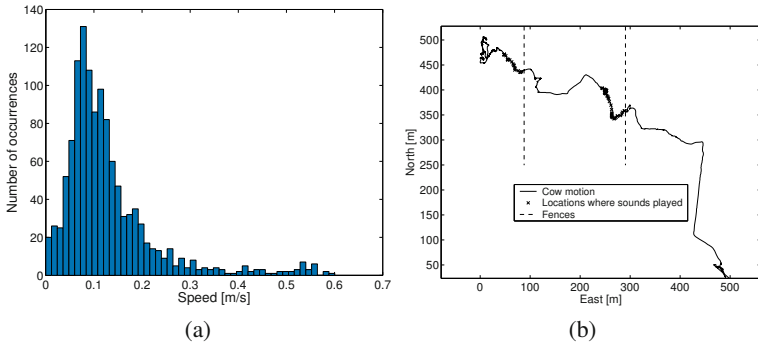 140
120
100
80
60
40
20
0
Number of occurrences
0 0.1 0.2 0.3 0.4 0.5 0.6 0.7
Speed [m/s]
(a)
500
450
400
350
300
250
200
150
100
50
North [m]
Cow motion
Locations where sounds played
Fences
0 100 200 300 400 500
East [m]
(b)